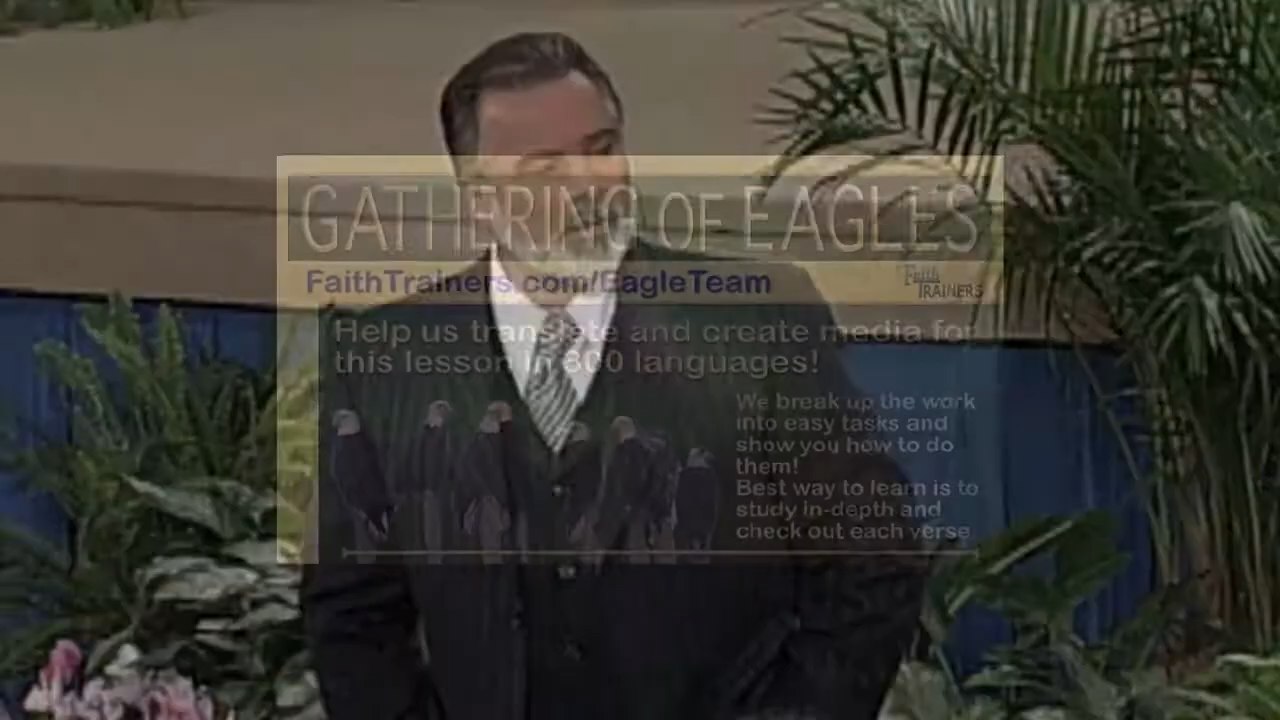 GATHERING OF EAGLES
FaithTrainers.com/EagleTeam
Faith
TRAINERS
Help us translate and create media for
this lesson in 800 languages!
We break up the work
into easy tasks and
show you how to do
them!
Best way to learn is to
study in-depth and
check out each verse